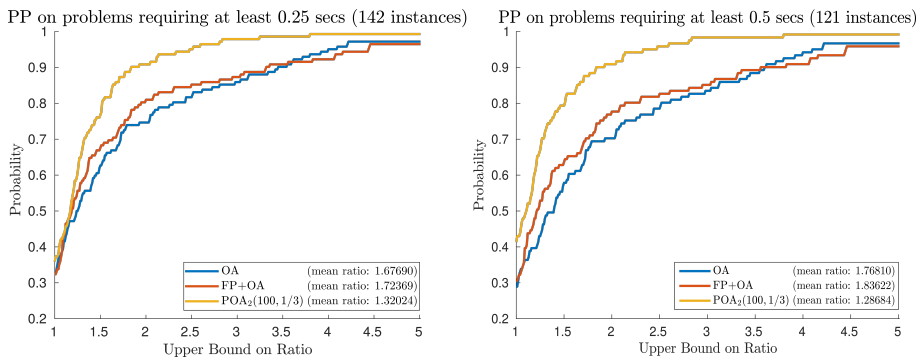 PP on problems requiring at least 0.25 secs (142 instances)
1
0.9
0.8
0.7
0.6
0.5
0.4
0.3
0.2
Probability
OA (mean ratio: 1.67690)
FP+OA (mean ratio: 1.72369)
POA₂(100, 1/3) (mean ratio: 1.32024)
1 1.5 2 2.5 3 3.5 4 4.5 5
Upper Bound on Ratio
PP on problems requiring at least 0.5 secs (121 instances)
1
0.9
0.8
0.7
0.6
0.5
0.4
0.3
0.2
Probability
OA (mean ratio: 1.76810)
FP+OA (mean ratio: 1.83622)
POA₂(100, 1/3) (mean ratio: 1.28684)
1 1.5 2 2.5 3 3.5 4 4.5 5
Upper Bound on Ratio